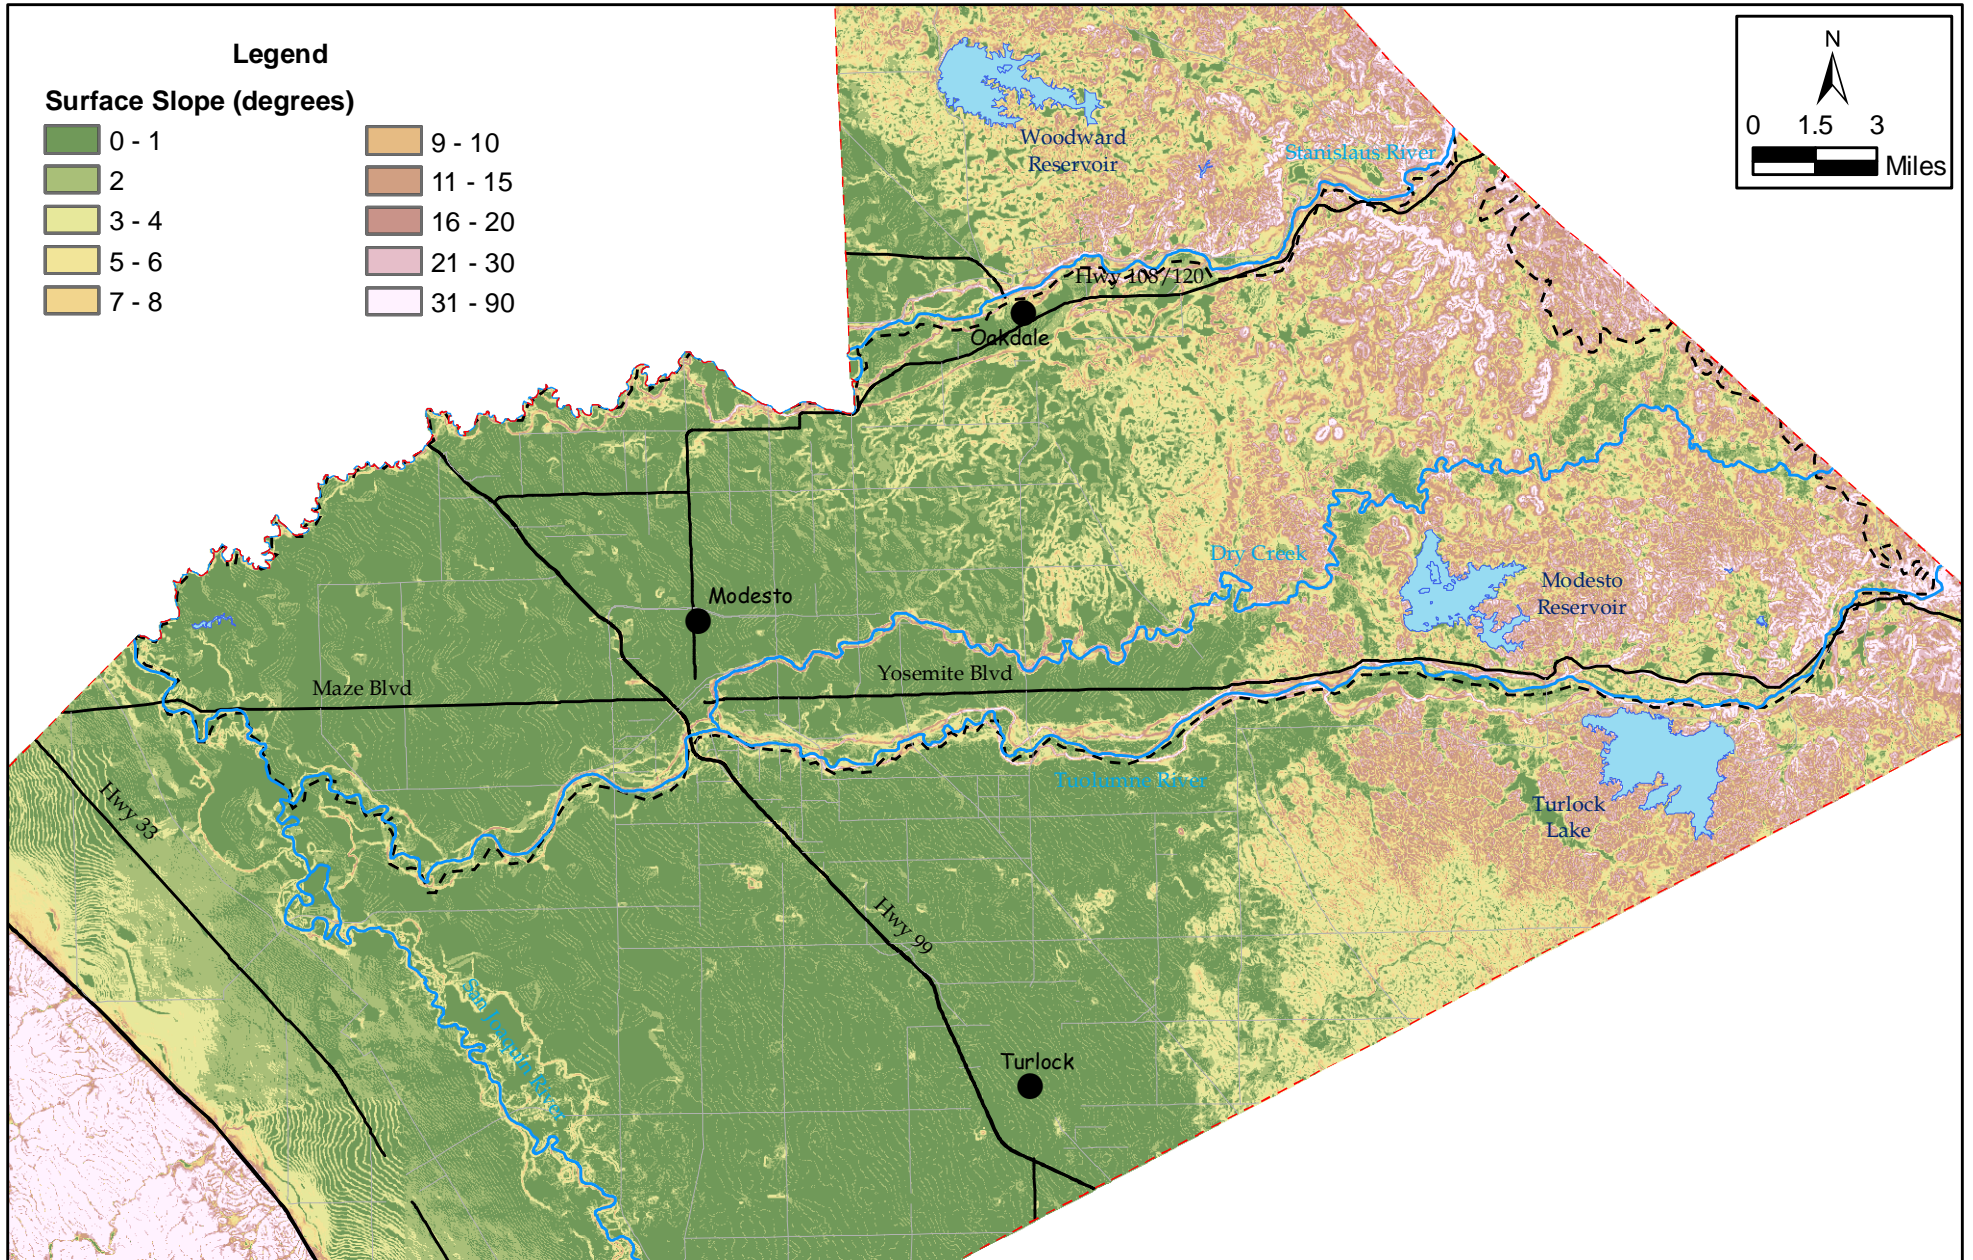 Legend
Surface Slope (degrees)
0 - 1
2
3 - 4
5 - 6
7 - 8
9 - 10
11 - 15
16 - 20
21 - 30
31 - 90
N
0 1.5 3
Miles
Woodward
Reservoir
Stanislaus River
Hwy 108/120
Oakdale
Dry Creek
Modesto
Reservoir
Modesto
Yosemite Blvd
Maze Blvd
Tuolumne River
Hwy 33
Turlock
Lake
Hwy 99
San Joaquin River
Turlock